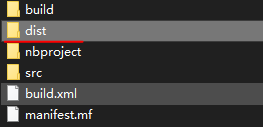 build
dist
nbproject
src
build.xml
manifest.mf